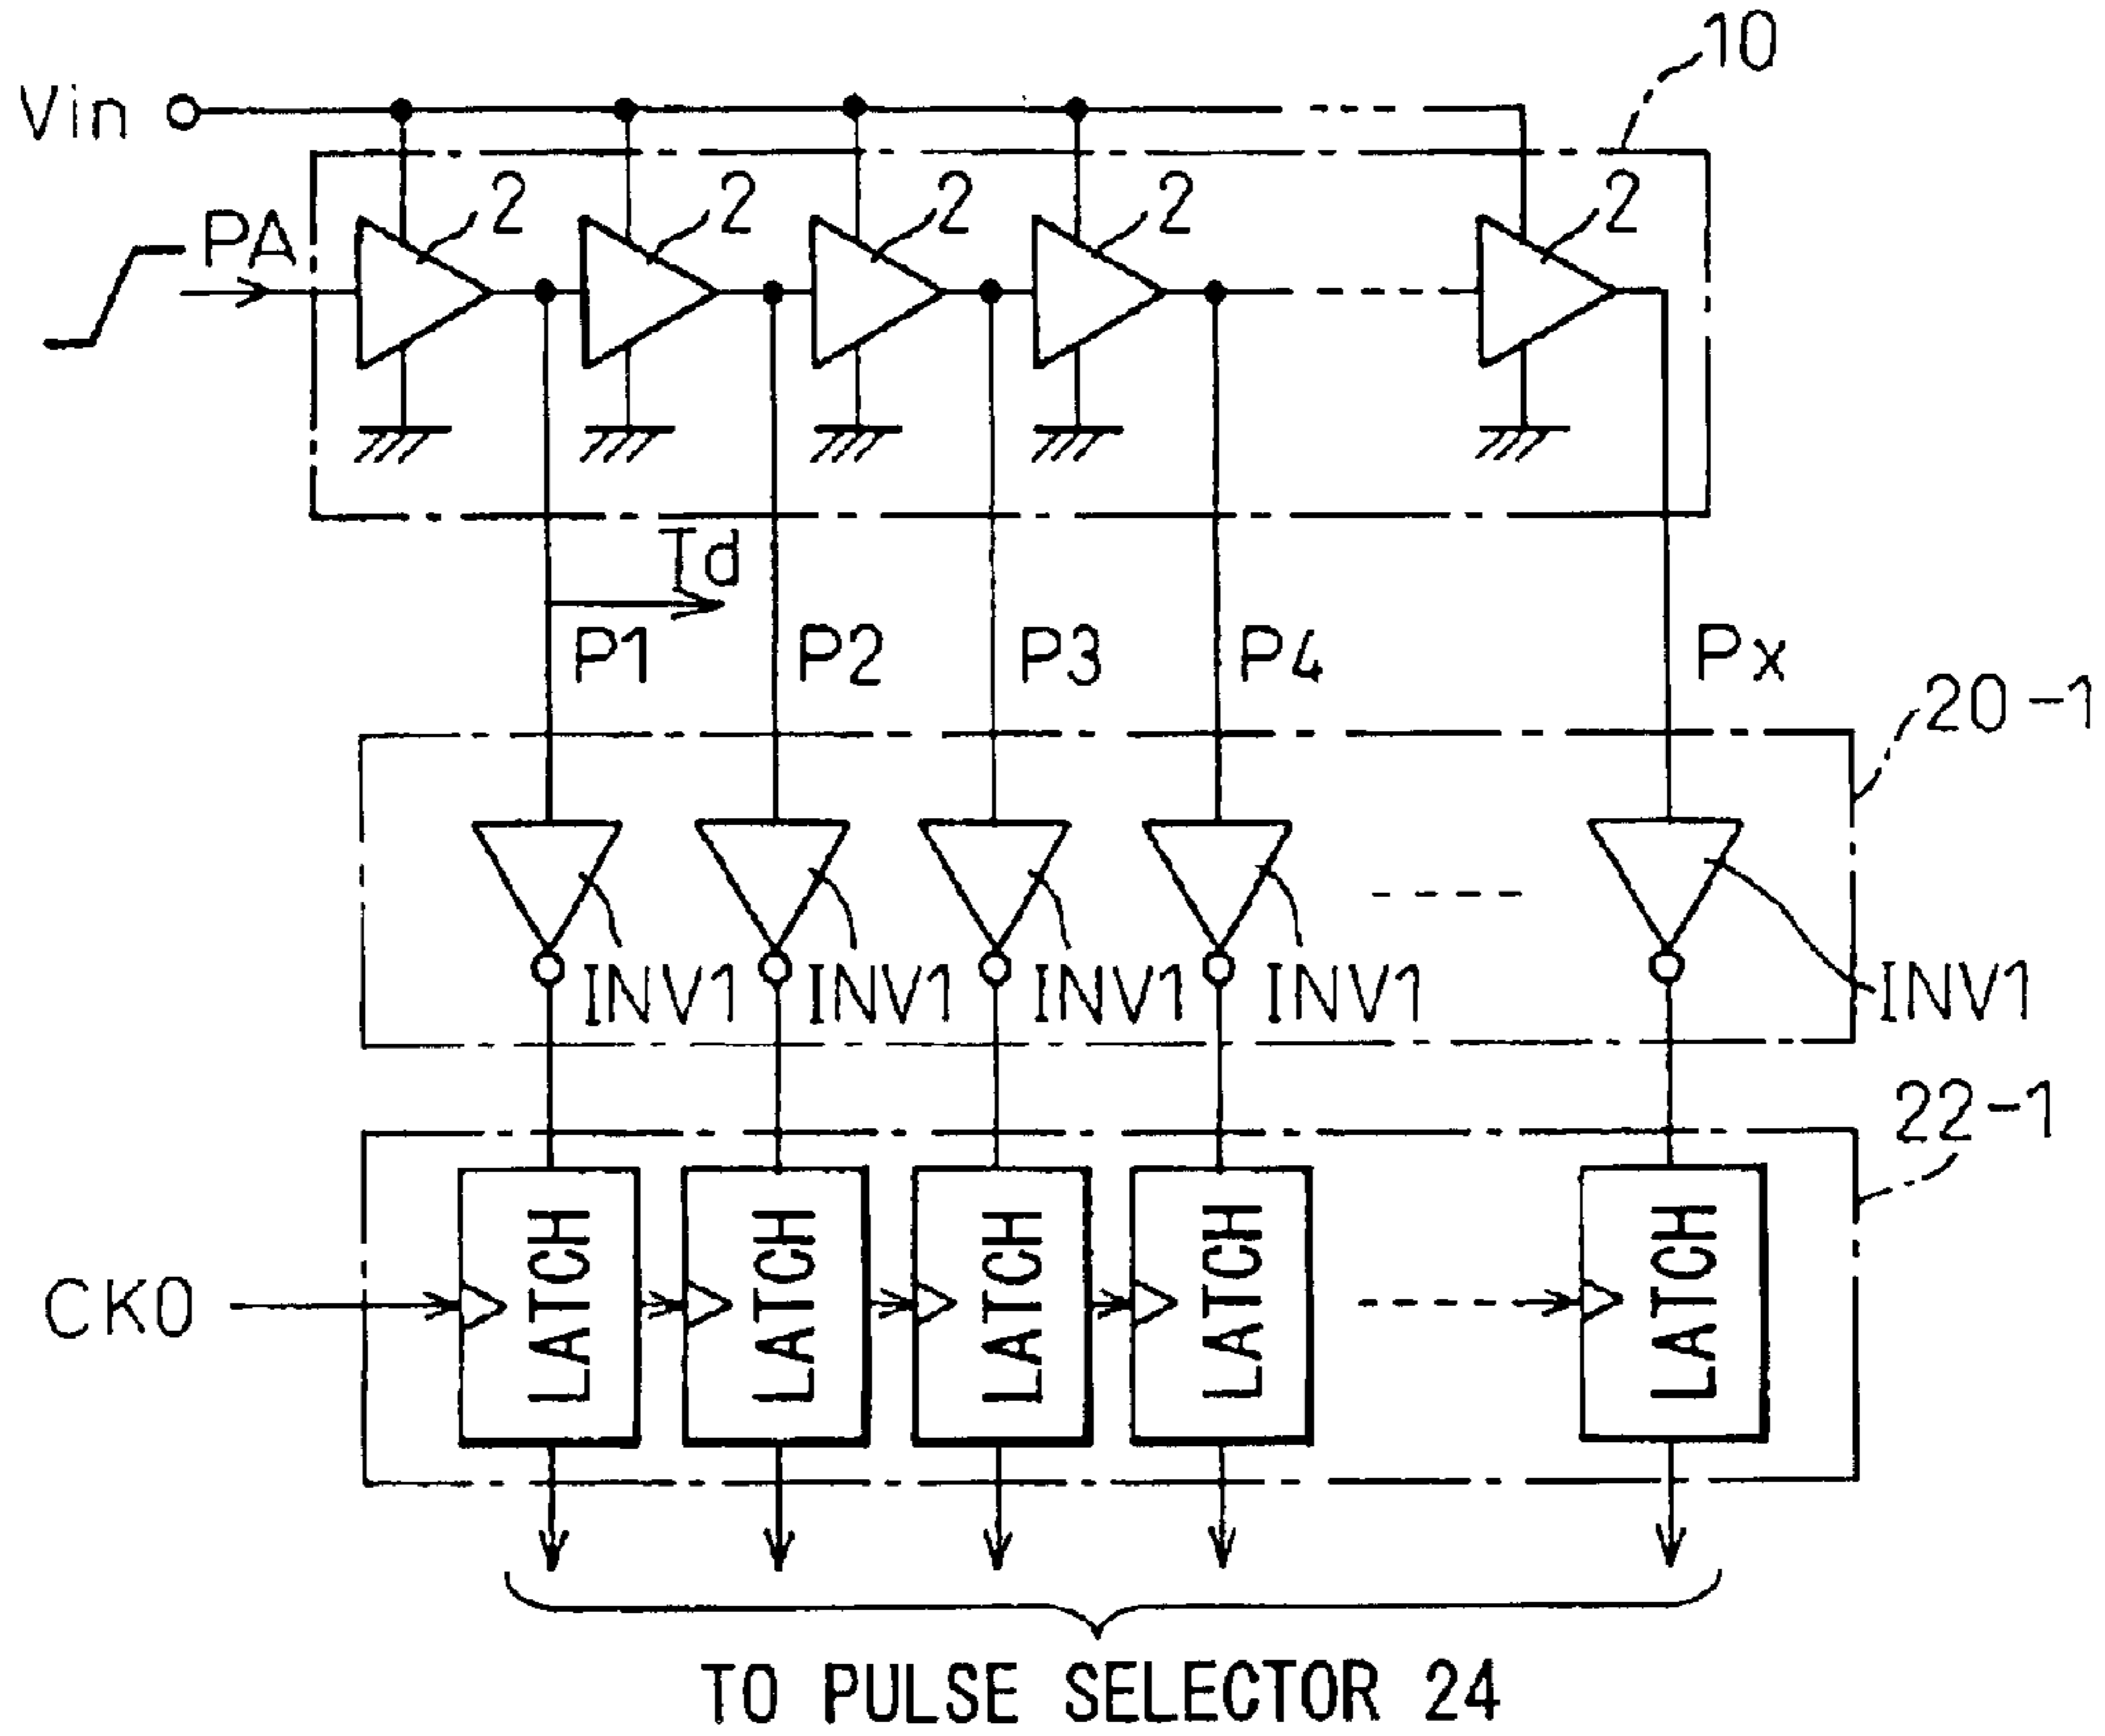 10
Vin
2 2 2 2 2
PA
Td
P1 P2 P3 P4 Px
20-1
INV1 INV1 INV1 INV1 INV1
22-1
LATCH LATCH LATCH LATCH LATCH
CK0
TO PULSE SELECTOR 24